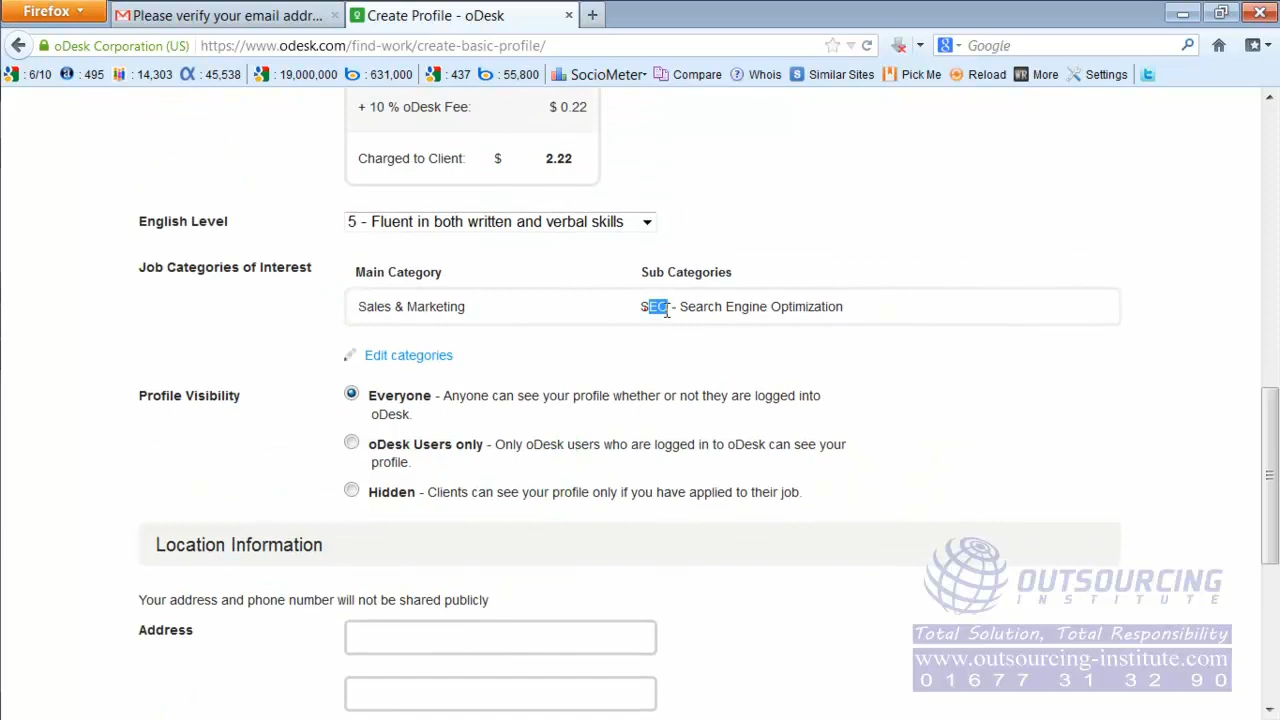 Firefox
Please verify your email addr...
Create Profile - oDesk
oDesk Corporation (US)
https://www.odesk.com/find-work/create-basic-profile/
Google
: 6/10
: 495
: 14,303
: 45,538
: 19,000,000
: 631,000
: 437
: 55,800
SocioMeter
Compare
Whois
Similar Sites
Pick Me
Reload
More
Settings
+ 10 % oDesk Fee: $ 0.22
Charged to Client: $ 2.22
English Level
5 - Fluent in both written and verbal skills
Job Categories of Interest
Main Category
Sub Categories
Sales & Marketing
SEO - Search Engine Optimization
Edit categories
Profile Visibility
Everyone - Anyone can see your profile whether or not they are logged into
oDesk.
oDesk Users only - Only oDesk users who are logged in to oDesk can see your
profile.
Hidden - Clients can see your profile only if you have applied to their job.
Location Information
Your address and phone number will not be shared publicly
Address
OUTSOURCING
INSTITUTE
Total Solution, Total Responsibility
www.outsourcing-institute.com
01677 31 32 90